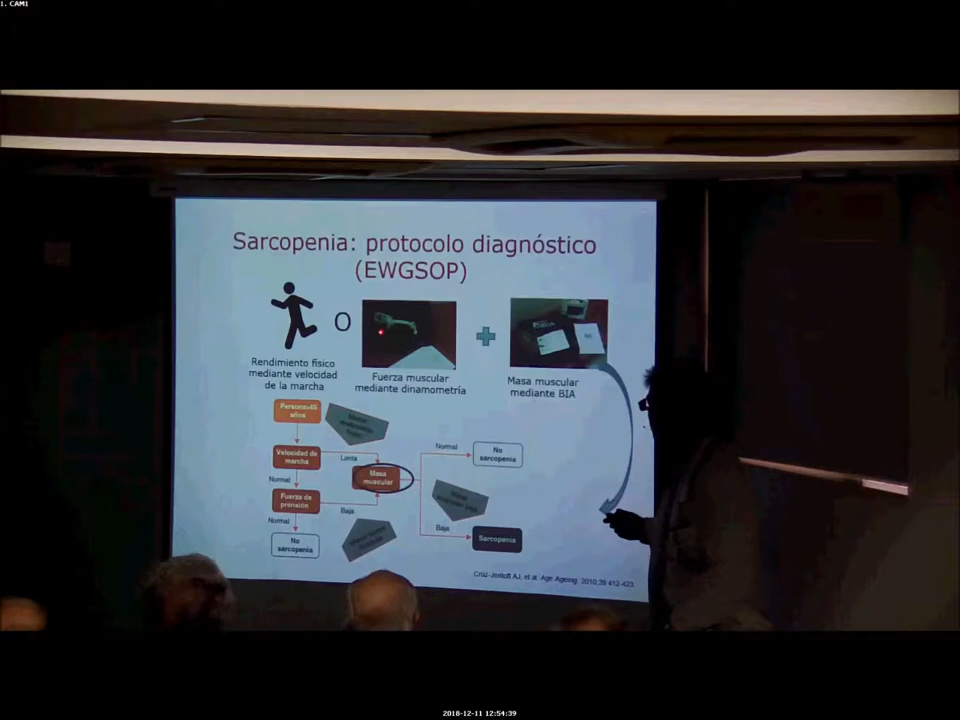 1. CAM1
Sarcopenia: protocolo diagnóstico
(EWGSOP)
O
Rendimiento físico
mediante velocidad
de la marcha
Fuerza muscular
mediante dinamometría
Masa muscular
mediante BIA
años
Velocidad de
marcha
Lenta
Normal
Fuerza de
prensión
Baja
Normal
No
sarcopenia
Masa
muscular
Normal
No
sarcopenia
Baja
Sarcopenia
Cruz-Jentoft AJ, et al. Age Ageing. 2010;39:412-423.
2018-12-11 12:54:39